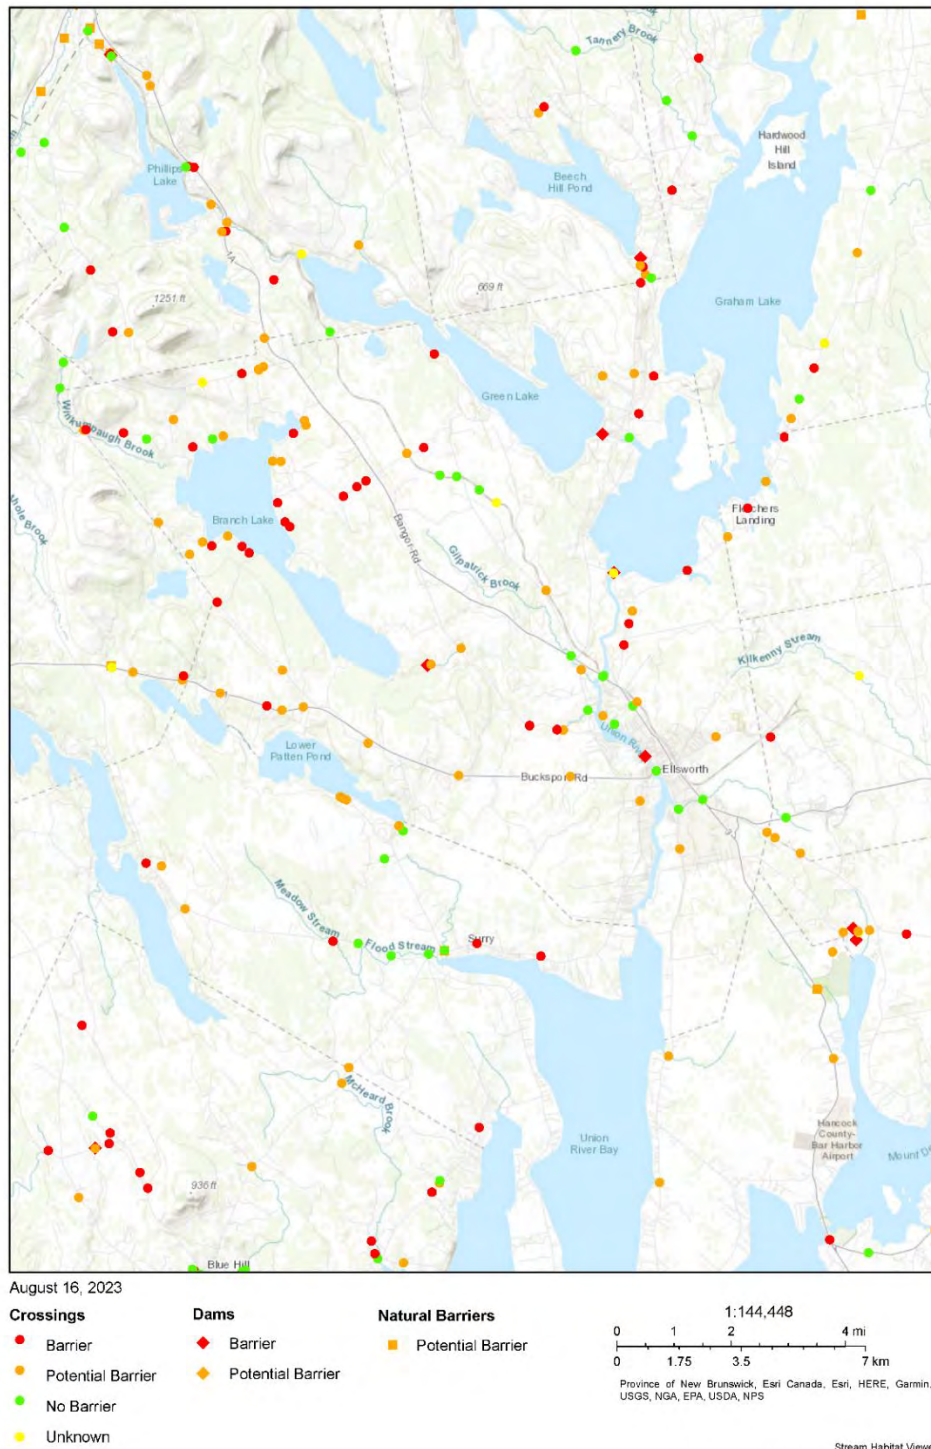 Tannery Brook
Hardwood
Hill
Island
Phillips
Lake
Beech
Hill Pond
1A
1251 ft
669 ft
Graham Lake
Green Lake
Winkumpaugh Brook
Branch Lake
Bangor Rd
Gilpatrick Brook
Landing
Kilkenny Stream
Lower
Patten Pond
Union River
Ellsworth
Bucksport Rd
Meadow Stream
Flood Stream
Surry
McHeard Brook
Union
River Bay
Hancock
County-
Bar Harbor
Airport
936 ft
Blue Hill
August 16, 2023
Crossings
Barrier
Potential Barrier
No Barrier
Unknown
Dams
Barrier
Potential Barrier
Natural Barriers
Potential Barrier
1:144,448
0 1 2 4 mi
0 1.75 3.5 7 km
Province of New Brunswick, Esri Canada, Esri, HERE, Garmin,
USGS, NGA, EPA, USDA, NPS
Stream Habitat Viewe